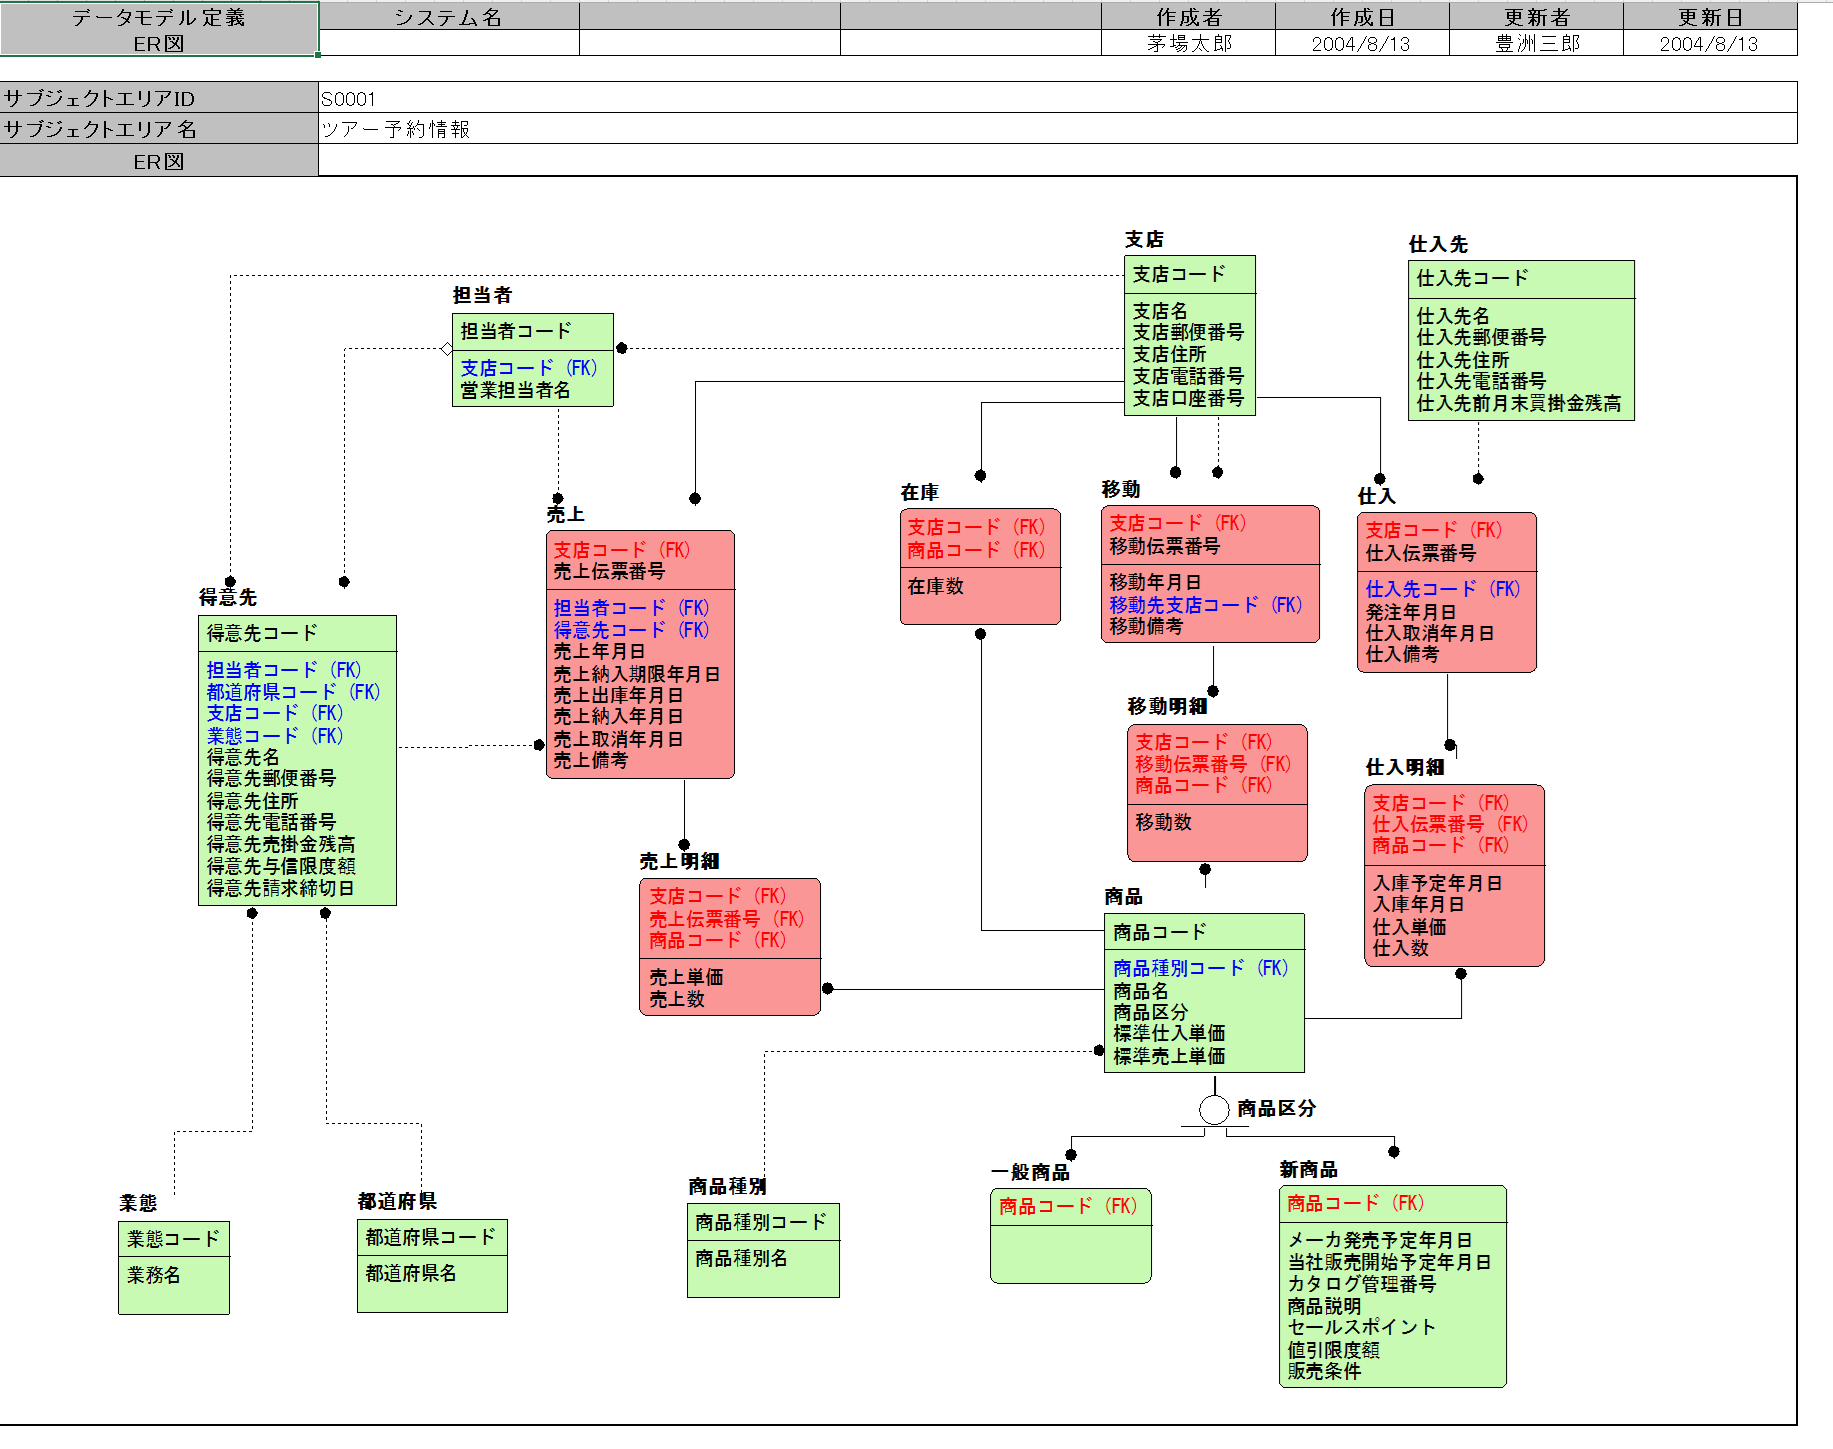 データモデル定義
ER図
システム名
作成者
作成日
更新者
更新日
茅場太郎
2004/8/13
豊洲三郎
2004/8/13
サブジェクトエリアID
S0001
サブジェクトエリア名
ツアー予約情報
ER図
支店
支店コード
支店名
支店郵便番号
支店住所
支店電話番号
支店口座番号
仕入先
仕入先コード
仕入先名
仕入先郵便番号
仕入先住所
仕入先電話番号
仕入先前月末買掛金残高
担当者
担当者コード
支店コード (FK)
営業担当者名
売上
支店コード (FK)
売上伝票番号
担当者コード (FK)
得意先コード (FK)
売上年月日
売上納入期限年月日
売上出庫年月日
売上納入年月日
売上取消年月日
売上備考
在庫
支店コード (FK)
商品コード (FK)
在庫数
移動
支店コード (FK)
移動伝票番号
移動年月日
移動先支店コード (FK)
移動備考
仕入
支店コード (FK)
仕入伝票番号
仕入先コード (FK)
発注年月日
仕入取消年月日
仕入備考
得意先
得意先コード
担当者コード (FK)
都道府県コード (FK)
支店コード (FK)
業態コード (FK)
得意先名
得意先郵便番号
得意先住所
得意先電話番号
得意先売掛金残高
得意先与信限度額
得意先請求締切日
移動明細
支店コード (FK)
移動伝票番号 (FK)
商品コード (FK)
移動数
仕入明細
支店コード (FK)
仕入伝票番号 (FK)
商品コード (FK)
入庫予定年月日
入庫年月日
仕入単価
仕入数
売上明細
支店コード (FK)
売上伝票番号 (FK)
商品コード (FK)
売上単価
売上数
商品
商品コード
商品種別コード (FK)
商品名
商品区分
標準仕入単価
標準売上単価
商品区分
業態
業態コード
業務名
都道府県
都道府県コード
都道府県名
商品種別
商品種別コード
商品種別名
一般商品
商品コード (FK)
新商品
商品コード (FK)
メーカ発売予定年月日
当社販売開始予定年月日
カタログ管理番号
商品説明
セールスポイント
値引限度額
販売条件